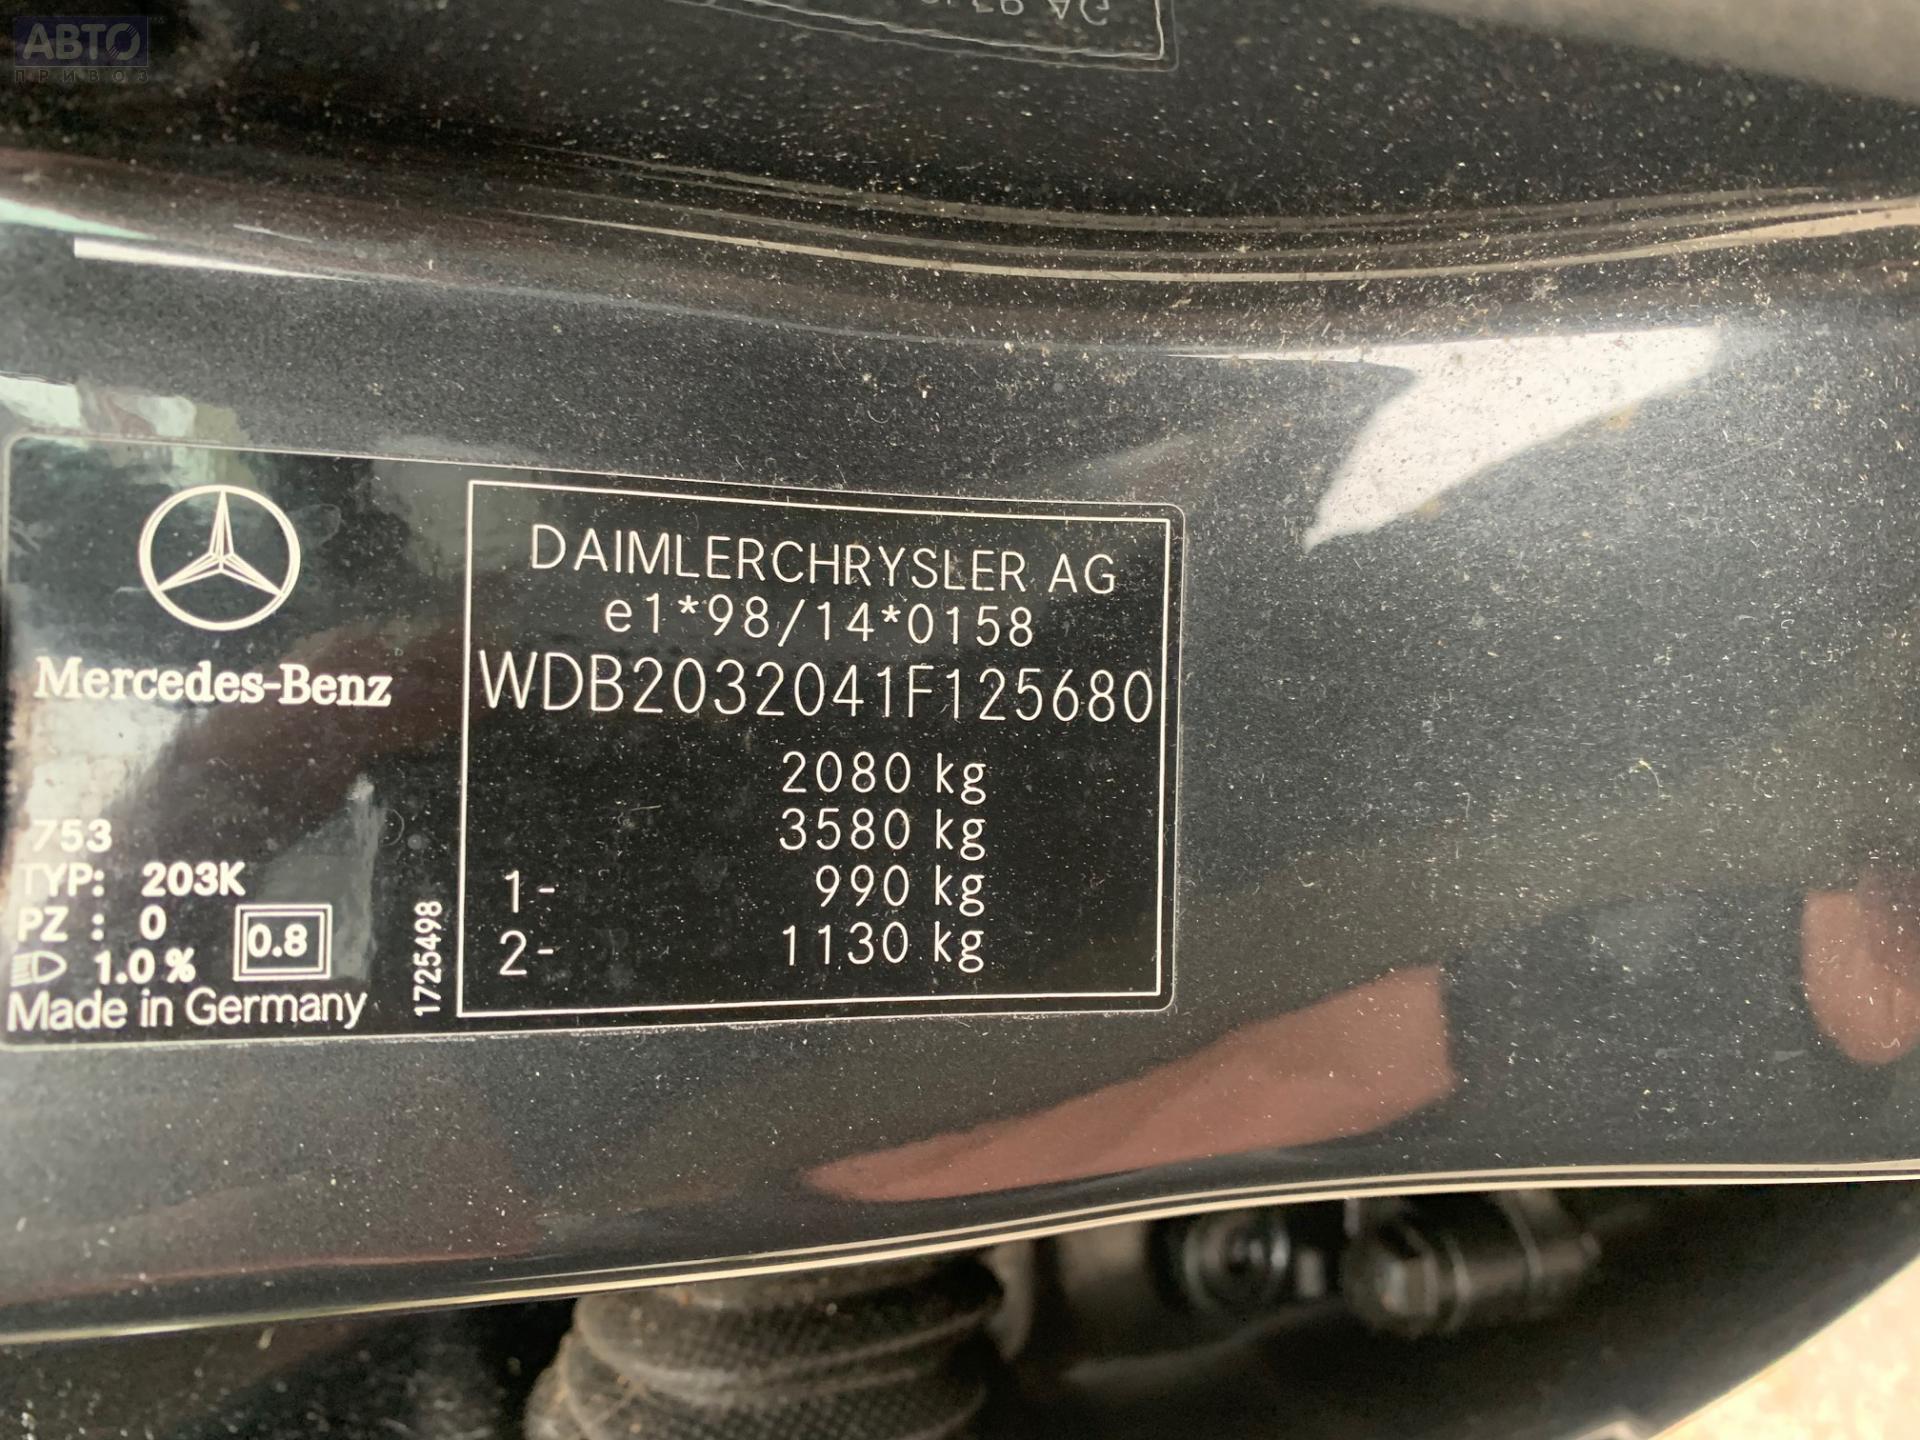 АВТО
ПРИВОЗ
Mercedes-Benz
753
TYP: 203K
PZ : 0
1.0 %
0.8
Made in Germany
1725498
DAIMLERCHRYSLER AG
e1*98/14*0158
WDB2032041F125680
2080 kg
3580 kg
1- 990 kg
2- 1130 kg